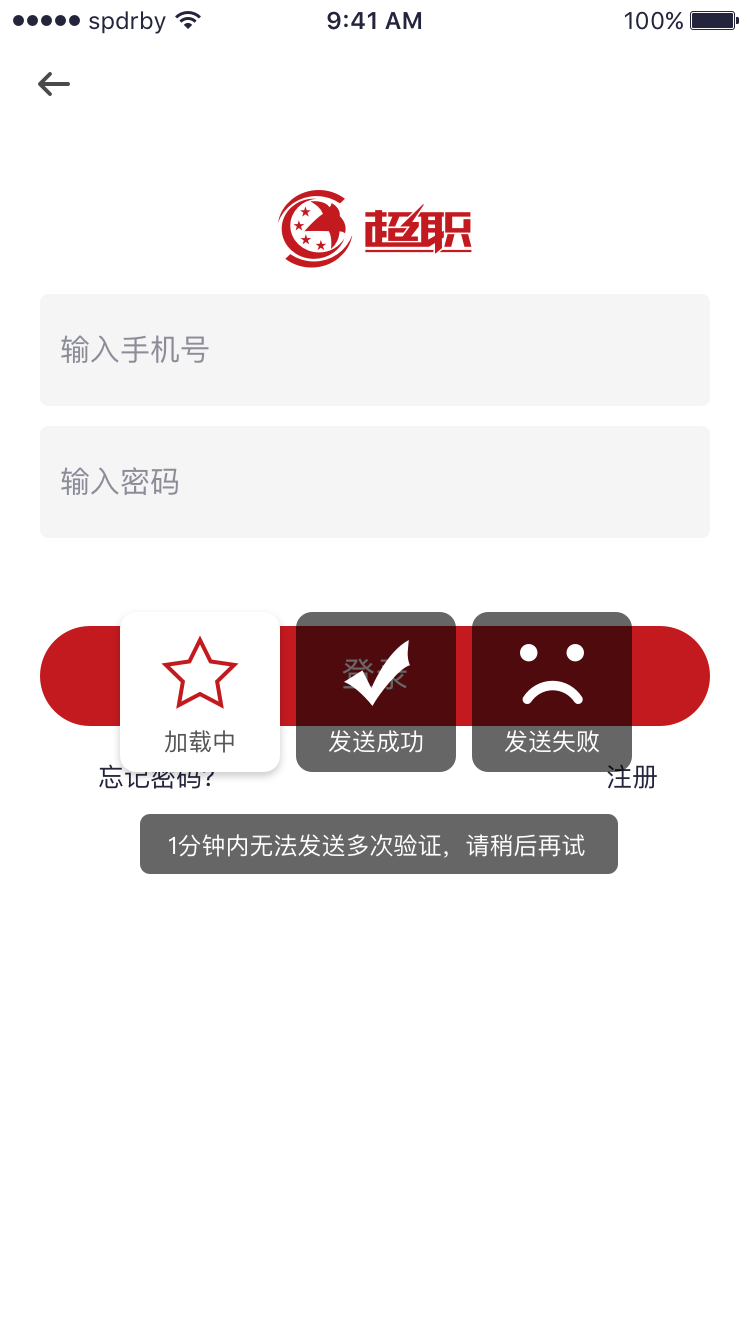 spdrby 9:41 AM 100%
超职
输入手机号
输入密码
登录
加载中 发送成功 发送失败
忘记密码? 注册
1分钟内无法发送多次验证，请稍后再试